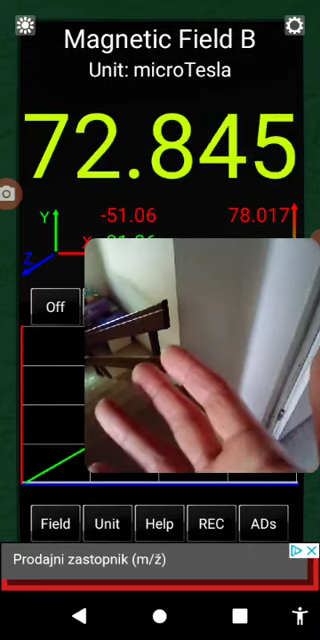 Magnetic Field B
Unit: microTesla
72.845
Y
-51.06
78.017
Z
X
Off
Field
Unit
Help
REC
ADs
Prodajni zastopnik (m/ž)